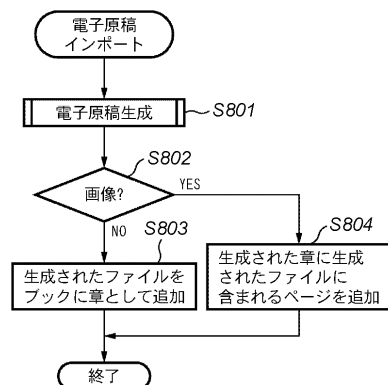 電子原稿
インポート
電子原稿生成
S801
S802
画像?
YES
NO
S803
S804
生成されたファイルを
ブックに章として追加
生成された章に生成
されたファイルに
含まれるページを追加
終了